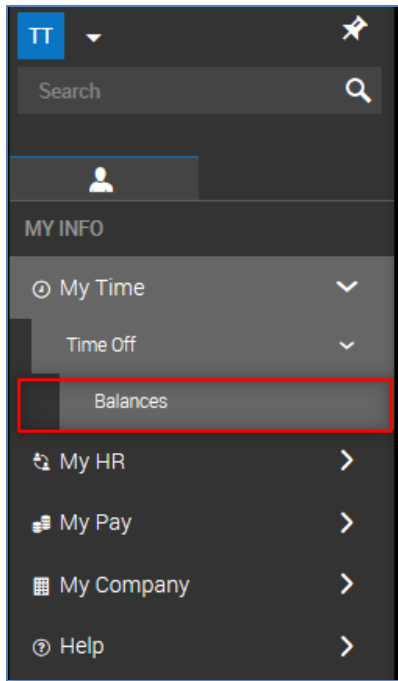 TT
Search
MY INFO
My Time
Time Off
Balances
My HR
My Pay
My Company
Help